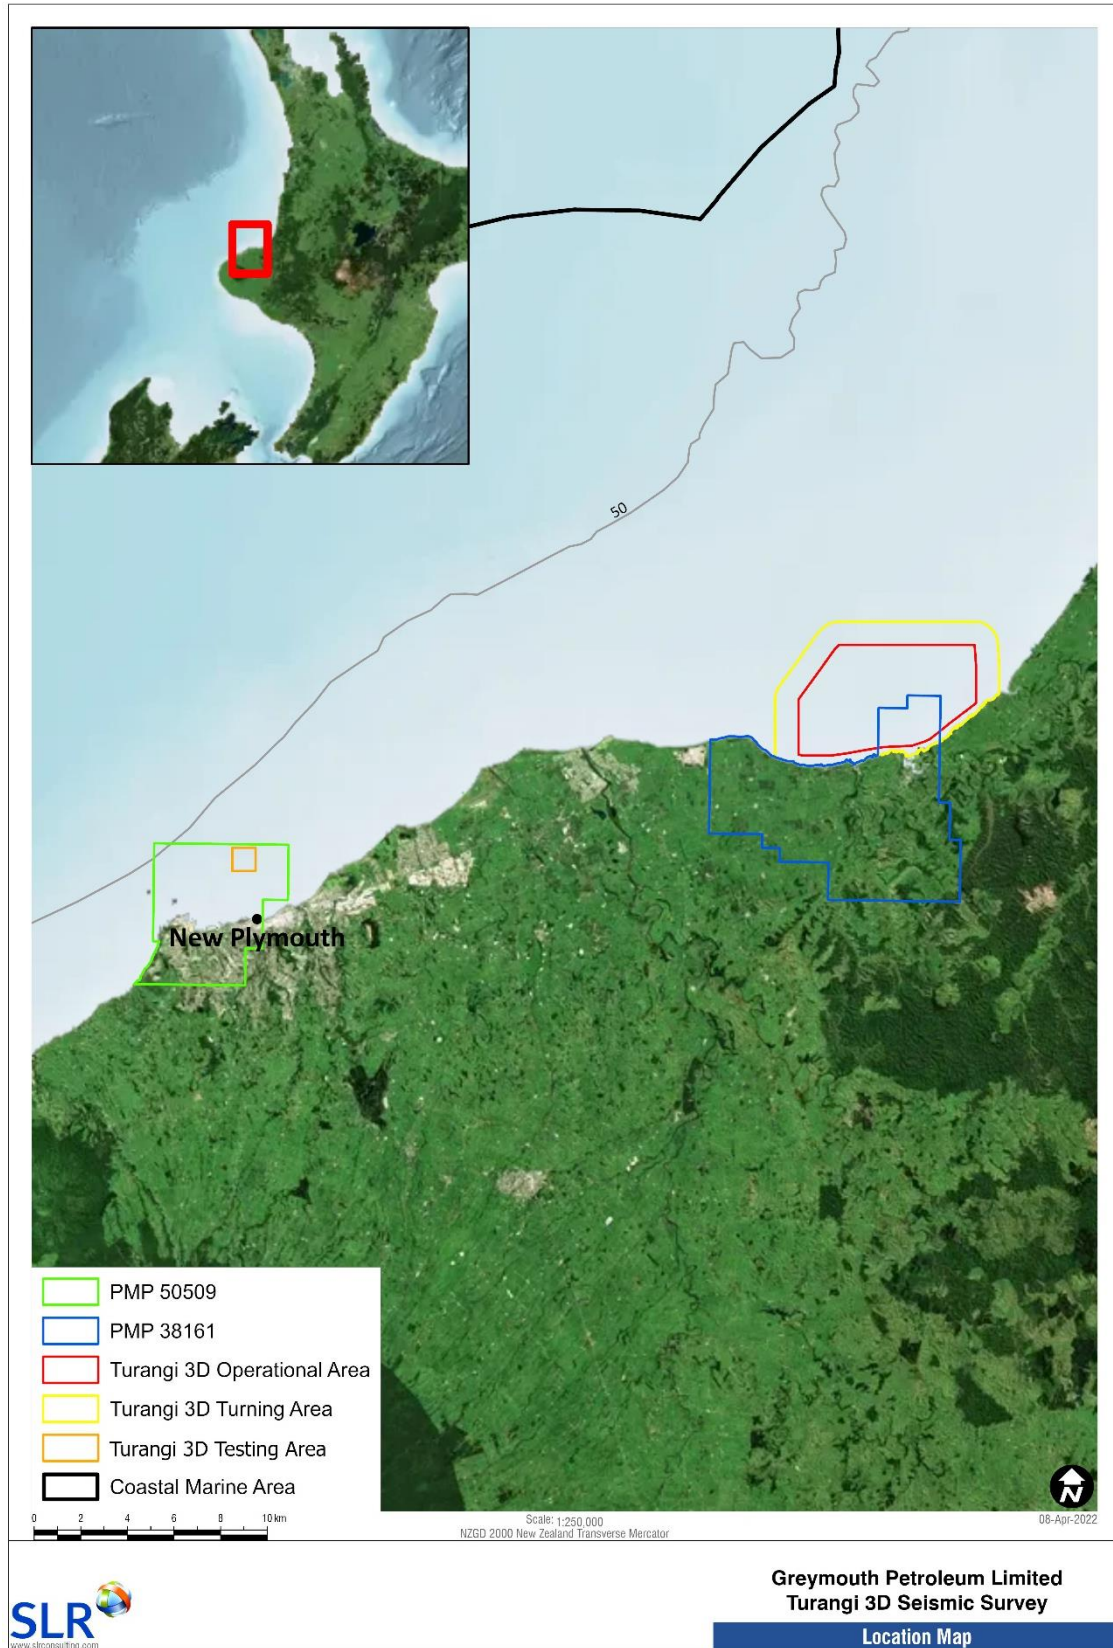 50
New Plymouth
PMP 50509
PMP 38161
Turangi 3D Operational Area
Turangi 3D Turning Area
Turangi 3D Testing Area
Coastal Marine Area
0 2 4 6 8 10 km
Scale: 1:250,000
NZGD 2000 New Zealand Transverse Mercator
N
08-Apr-2022
SLR
www.slrconsulting.com
Greymouth Petroleum Limited
Turangi 3D Seismic Survey
Location Map